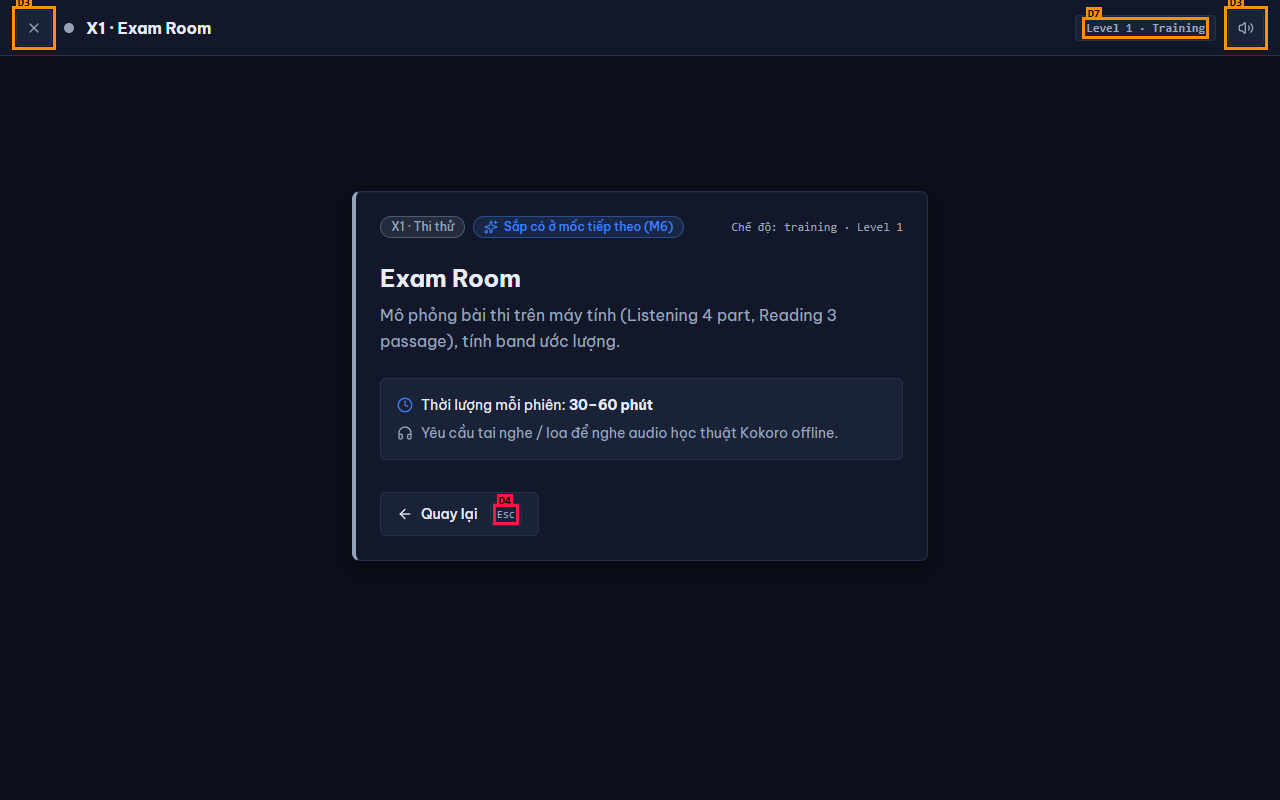 D3
X1 · Exam Room
D7
Level 1 · Training
D3
X1 · Thi thử
Sắp có ở mốc tiếp theo (M6)
Chế độ: training · Level 1
Exam Room
Mô phỏng bài thi trên máy tính (Listening 4 part, Reading 3
passage), tính band ước lượng.
Thời lượng mỗi phiên: 30–60 phút
Yêu cầu tai nghe / loa để nghe audio học thuật Kokoro offline.
D4
Quay lại Esc